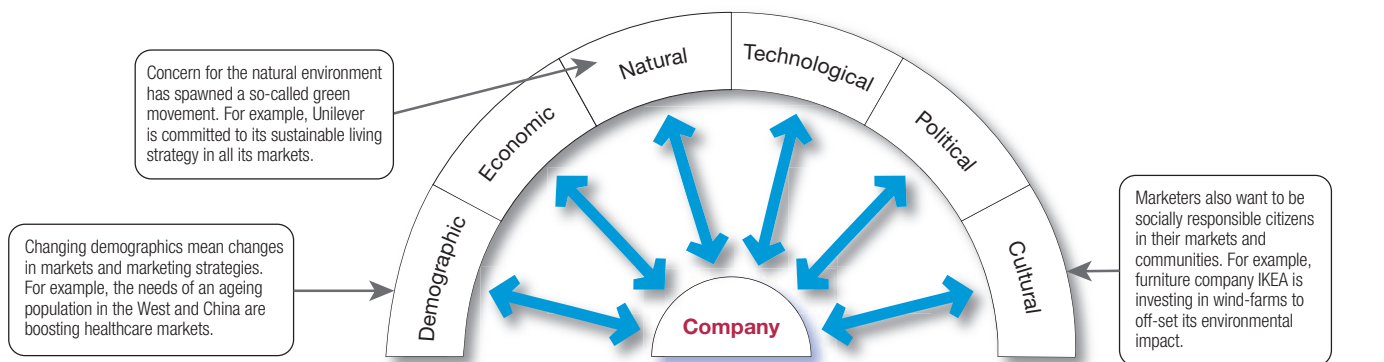 Concern for the natural environment
has spawned a so-called green
movement. For example, Unilever
is committed to its sustainable living
strategy in all its markets.
Changing demographics mean changes
in markets and marketing strategies.
For example, the needs of an ageing
population in the West and China are
boosting healthcare markets.
Demographic
Economic
Natural
Technological
Political
Cultural
Company
Marketers also want to be
socially responsible citizens
in their markets and
communities. For example,
furniture company IKEA is
investing in wind-farms to
off-set its environmental
impact.